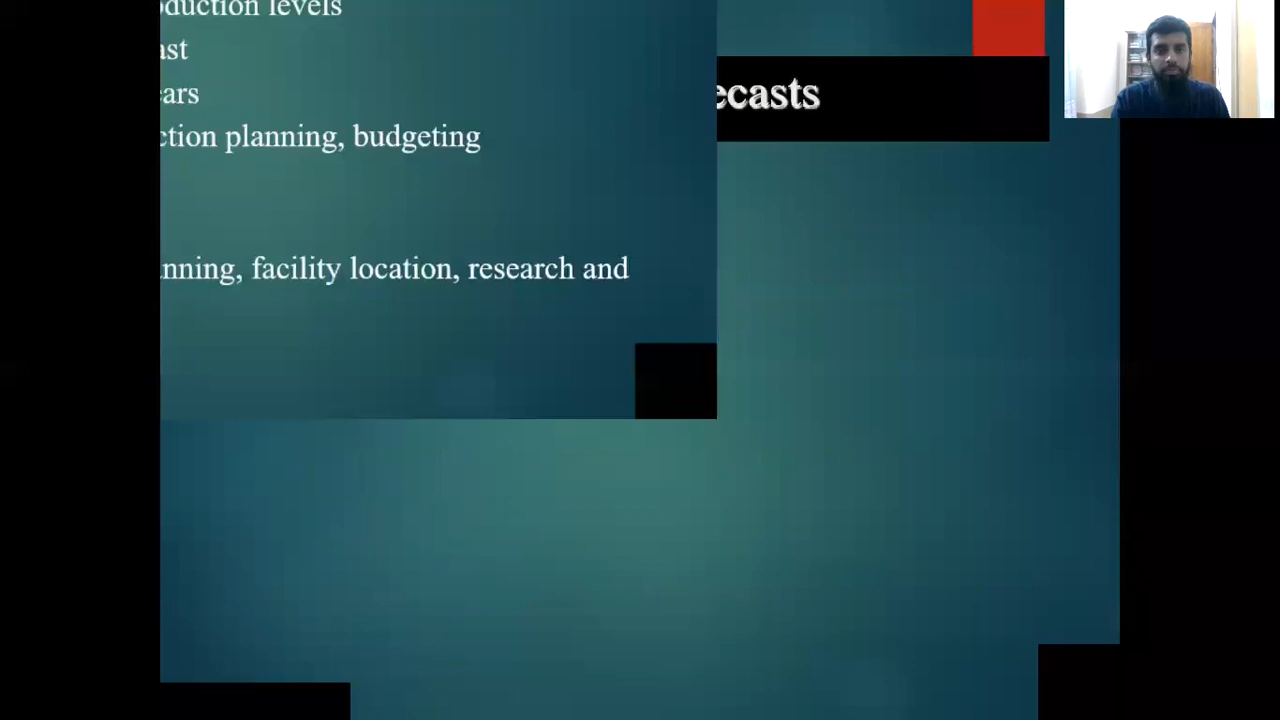 oduction levels
ast
ears
ction planning, budgeting
nning, facility location, research and
ecasts